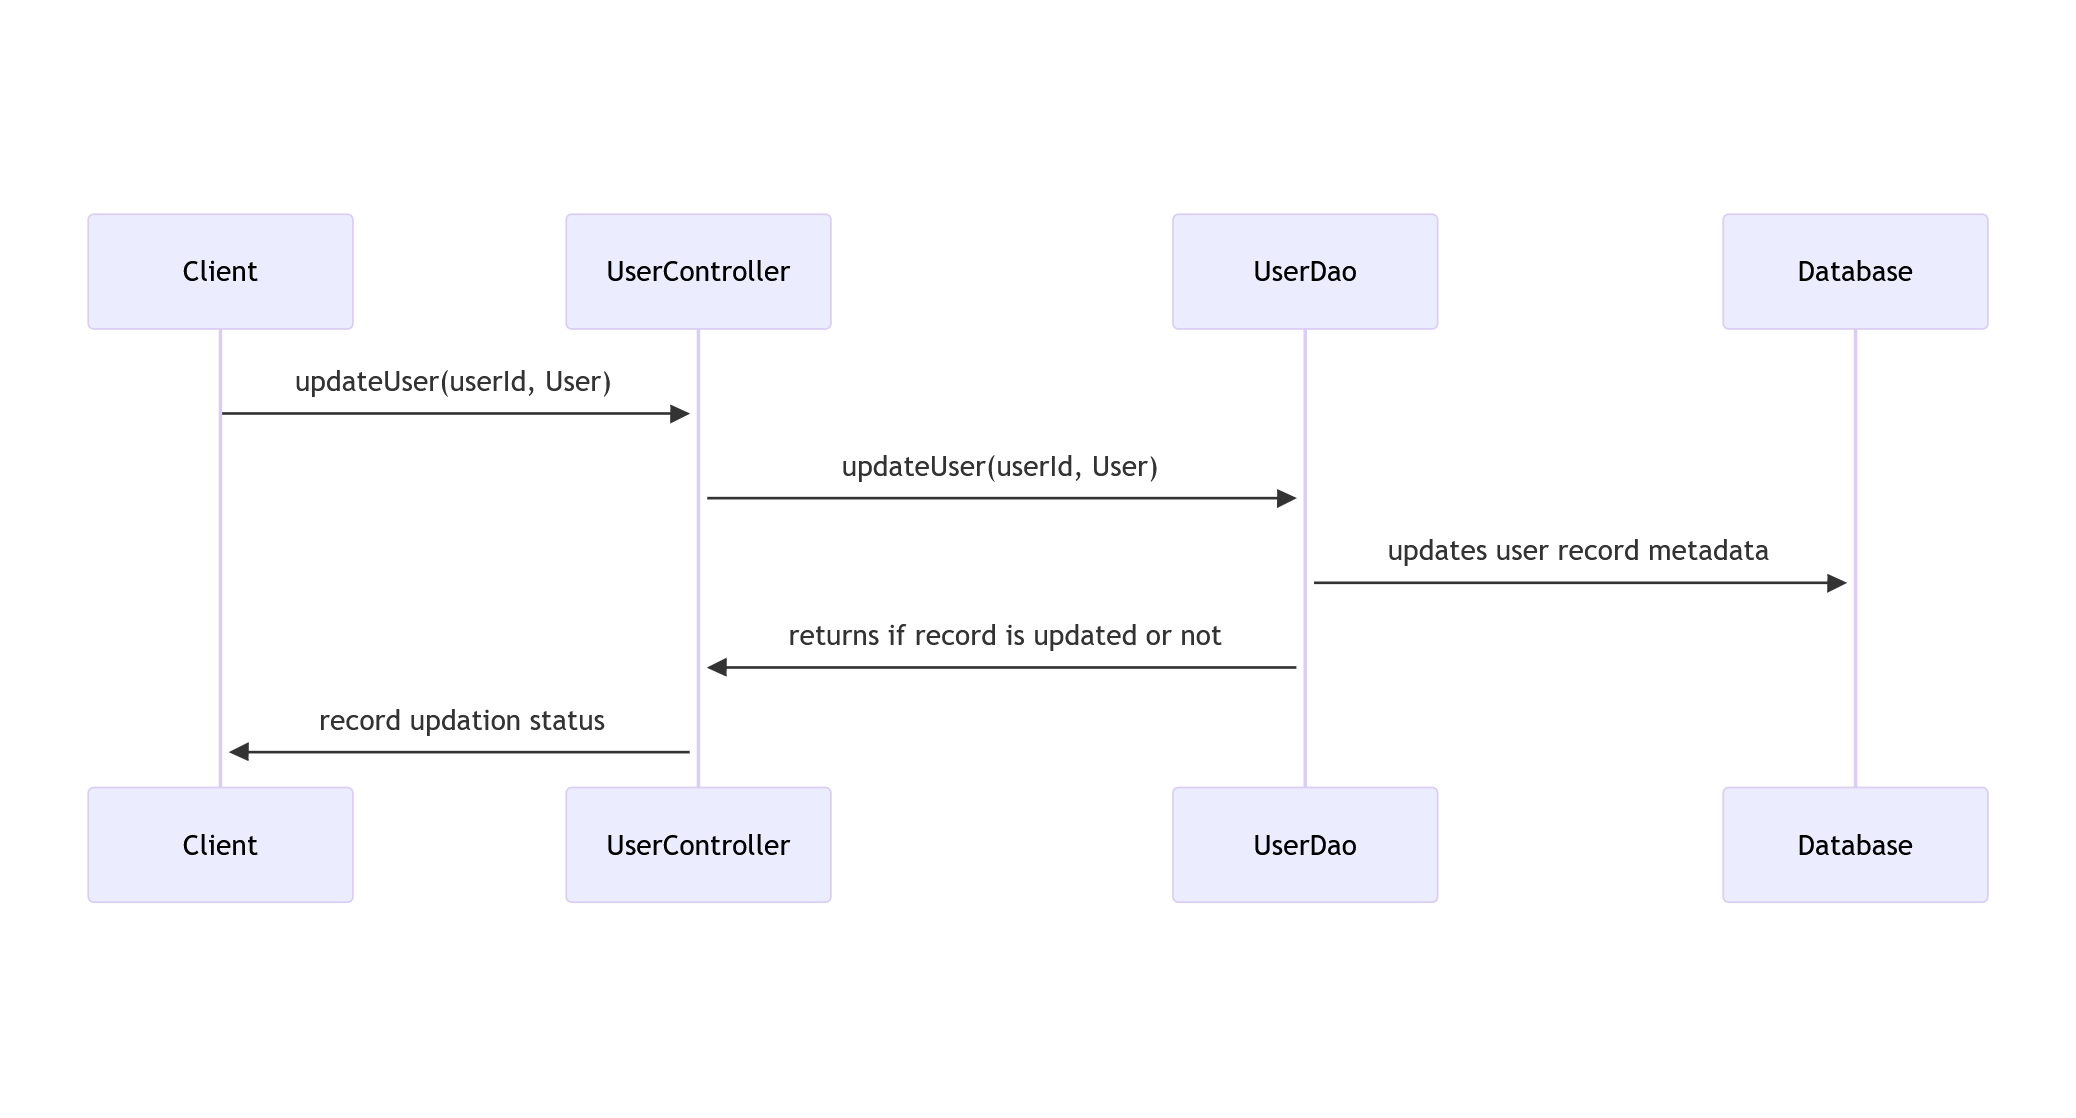 Client
UserController
UserDao
Database
updateUser(userId, User)
updateUser(userId, User)
updates user record metadata
returns if record is updated or not
record updation status
Client
UserController
UserDao
Database